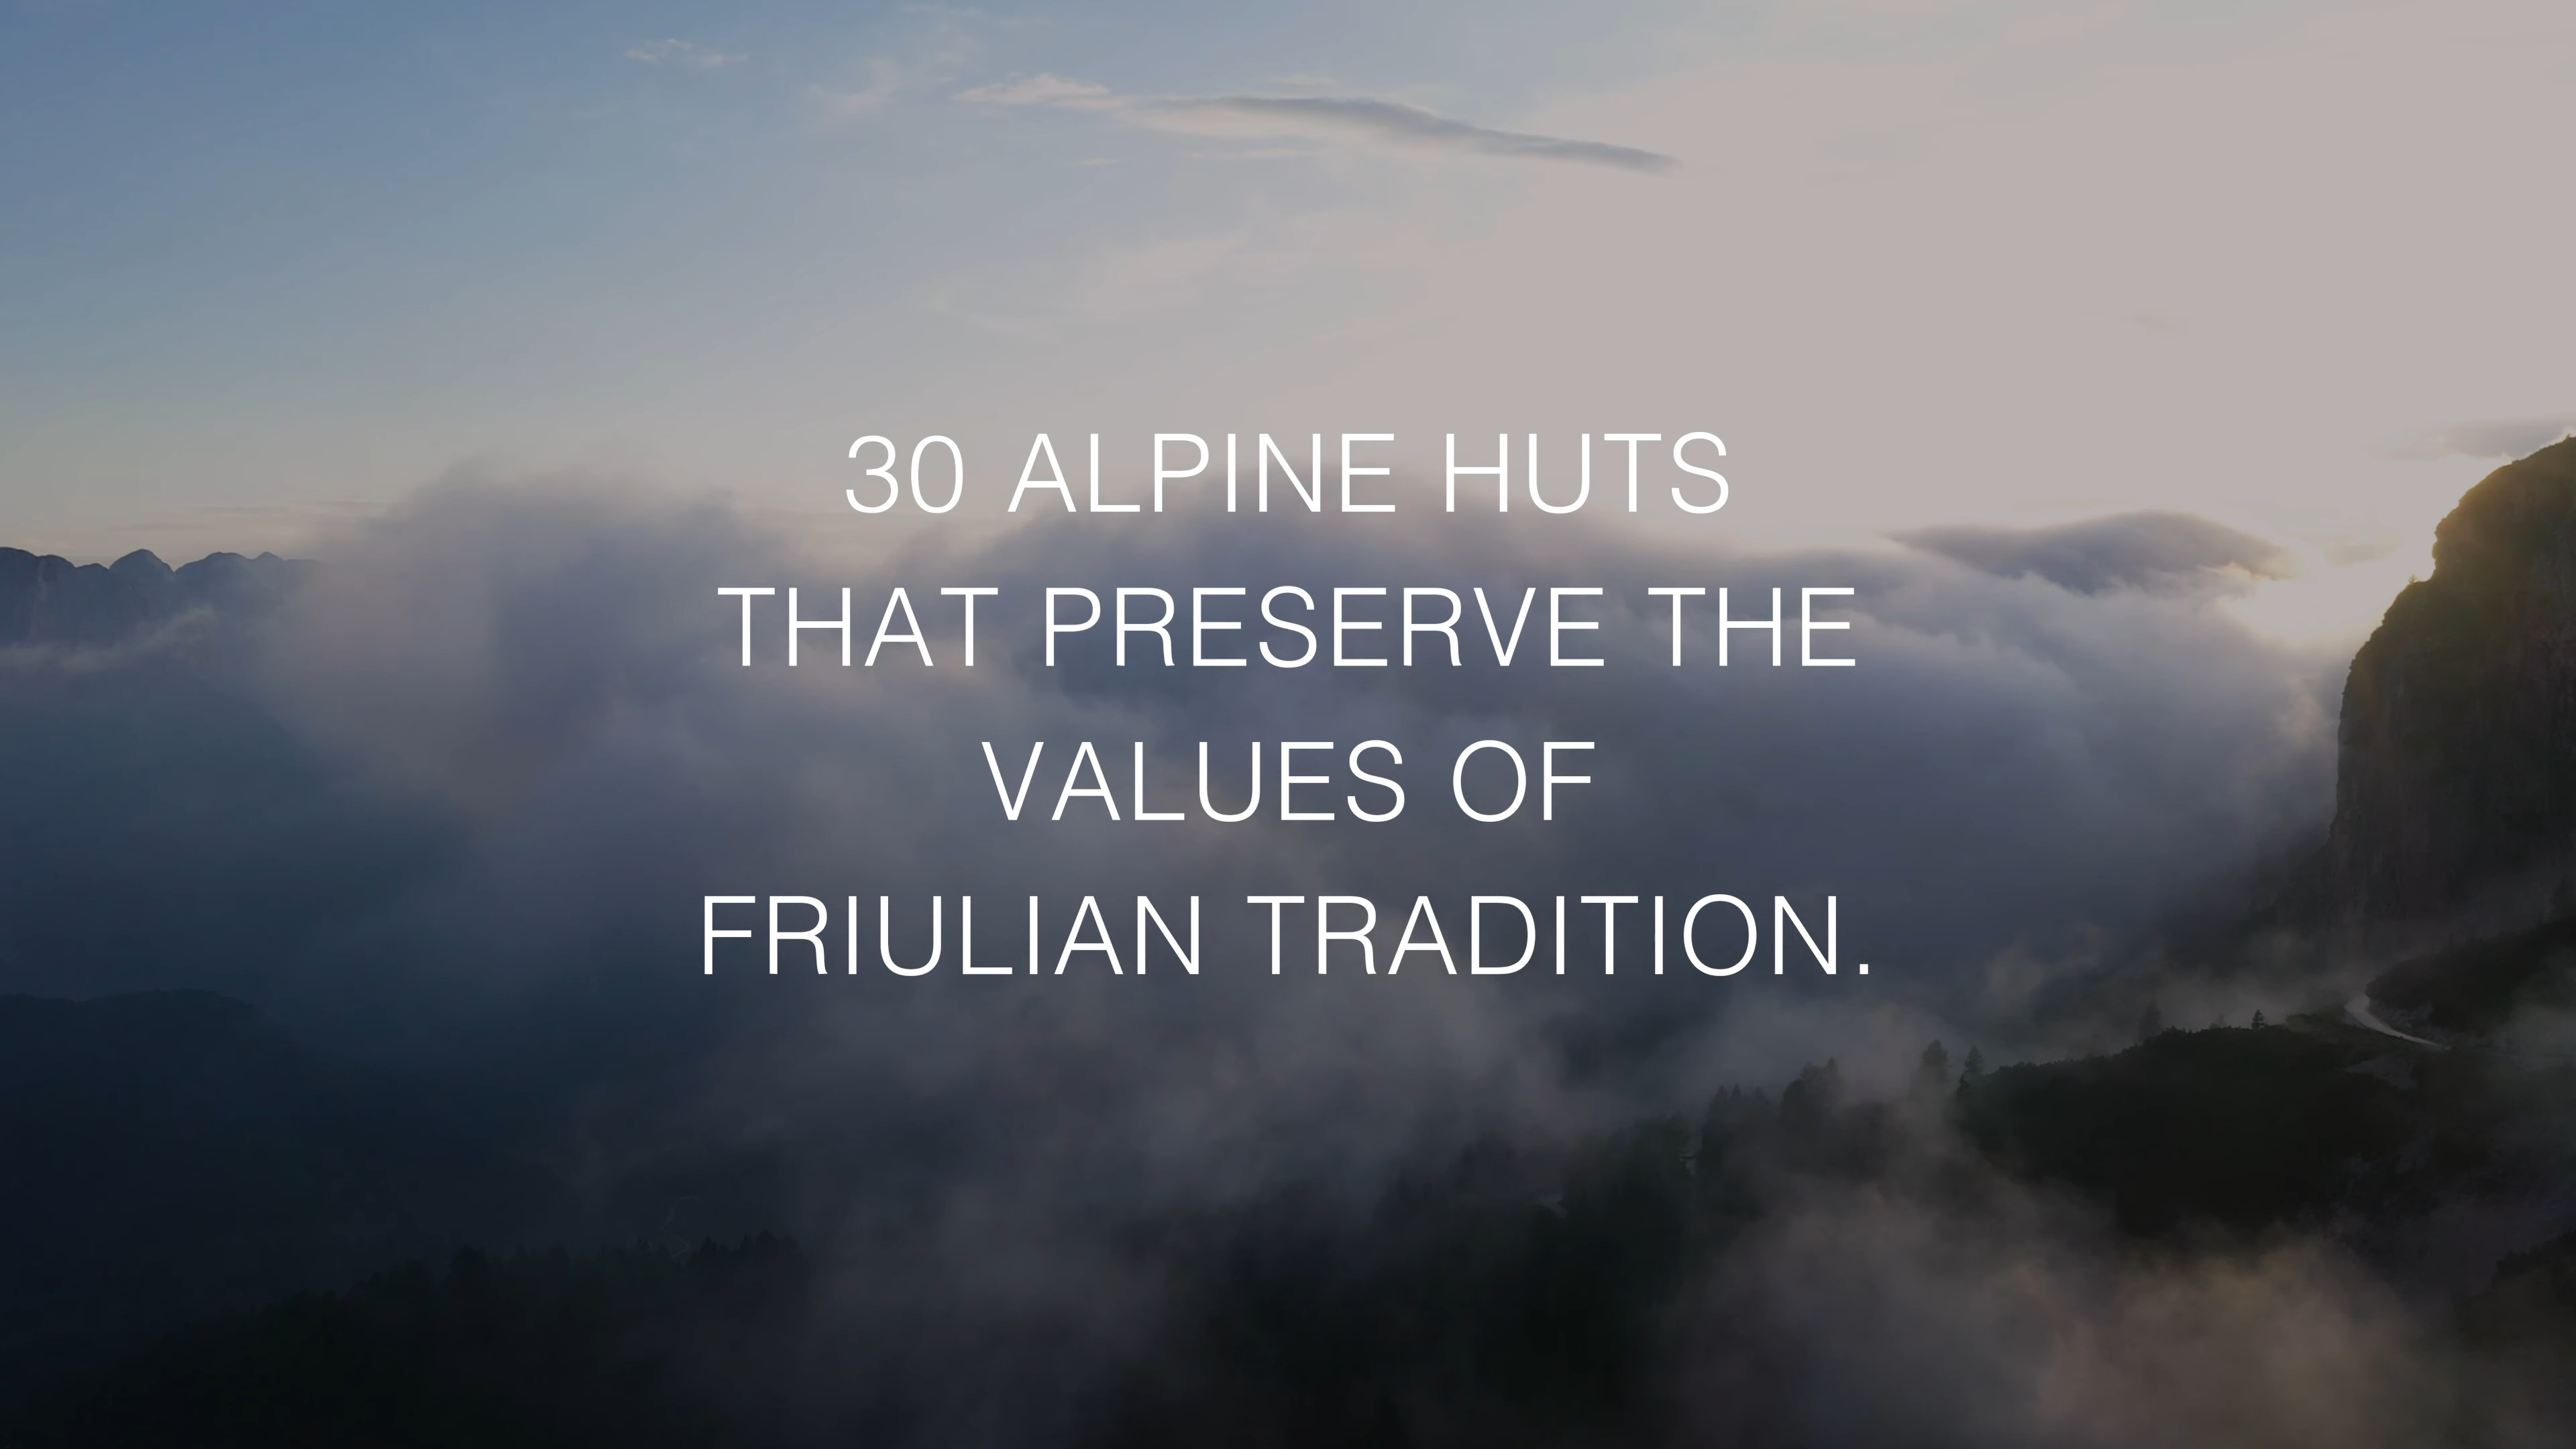 30 ALPINE HUTS
THAT PRESERVE THE
VALUES OF
FRIULIAN TRADITION.